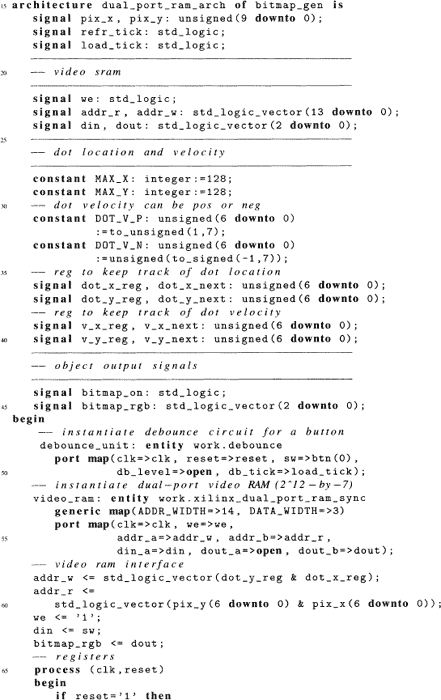 15 architecture dual_port_ram_arch of bitmap_gen is
signal pix_x, pix_y: unsigned(9 downto 0);
signal refr_tick: std_logic;
signal load_tick: std_logic;
20 — video sram
signal we: std_logic;
signal addr_r, addr_w: std_logic_vector(13 downto 0);
signal din, dout: std_logic_vector(2 downto 0);
25
— dot location and velocity
constant MAX_X: integer:=128;
constant MAX_Y: integer:=128;
30 — dot velocity can be pos or neg
constant DOT_V_P: unsigned(6 downto 0)
:=to_unsigned(1,7);
constant DOT_V_N: unsigned(6 downto 0)
:=unsigned(to_signed(-1,7));
35 — reg to keep track of dot location
signal dot_x_reg, dot_x_next: unsigned(6 downto 0);
signal dot_y_reg, dot_y_next: unsigned(6 downto 0);
— reg to keep track of dot velocity
signal v_x_reg, v_x_next: unsigned(6 downto 0);
40 signal v_y_reg, v_y_next: unsigned(6 downto 0);
— object output signals
signal bitmap_on: std_logic;
45 signal bitmap_rgb: std_logic_vector(2 downto 0);
begin
— instantiate debounce circuit for a button
debounce_unit: entity work.debounce
port map(clk=>clk, reset=>reset, sw=>btn(0),
50 db_level=>open, db_tick=>load_tick);
— instantiate dual-port video RAM (2^12-by-7)
video_ram: entity work.xilinx_dual_port_ram_sync
generic map(ADDR_WIDTH=>14, DATA_WIDTH=>3)
port map(clk=>clk, we=>we,
55 addr_a=>addr_w, addr_b=>addr_r,
din_a=>din, dout_a=>open, dout_b=>dout);
— video ram interface
addr_w <= std_logic_vector(dot_y_reg & dot_x_reg);
addr_r <=
60 std_logic_vector(pix_y(6 downto 0) & pix_x(6 downto 0));
we <= '1';
din <= sw;
bitmap_rgb <= dout;
— registers
65 process (clk,reset)
begin
if reset='1' then